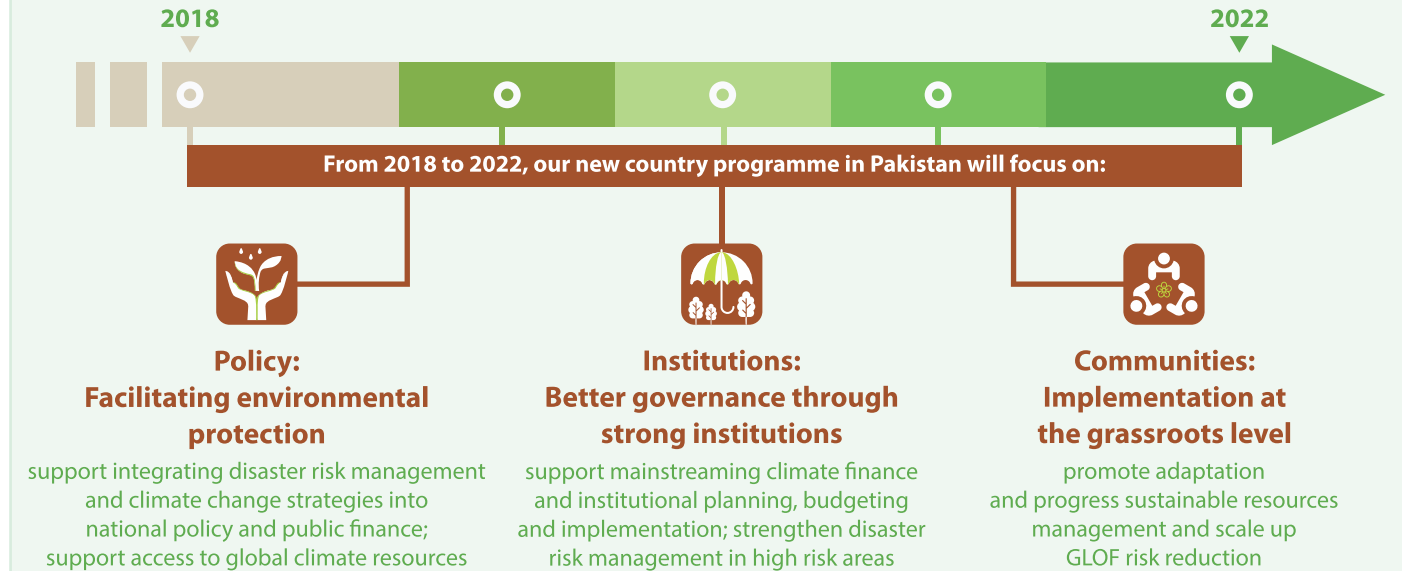 2018
2022
From 2018 to 2022, our new country programme in Pakistan will focus on:
Policy:
Facilitating environmental
protection
support integrating disaster risk management
and climate change strategies into
national policy and public finance;
support access to global climate resources
Institutions:
Better governance through
strong institutions
support mainstreaming climate finance
and institutional planning, budgeting
and implementation; strengthen disaster
risk management in high risk areas
Communities:
Implementation at
the grassroots level
promote adaptation
and progress sustainable resources
management and scale up
GLOF risk reduction